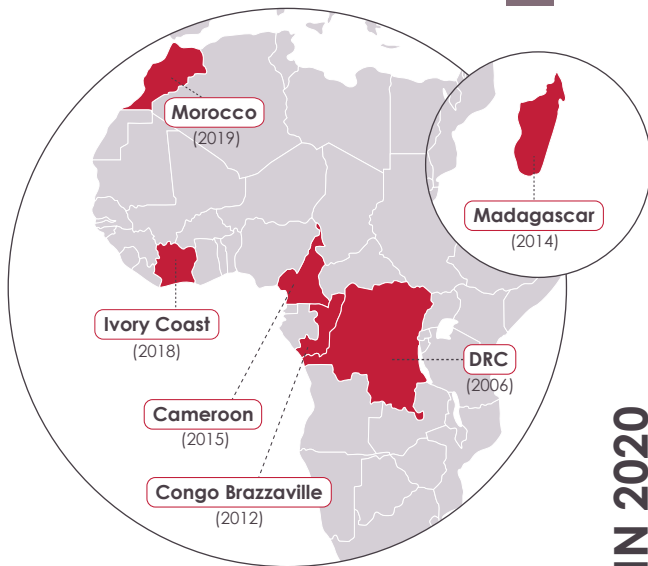 Morocco
(2019)
Madagascar
(2014)
Ivory Coast
(2018)
DRC
(2006)
Cameroon
(2015)
Congo Brazzaville
(2012)
IN 2020